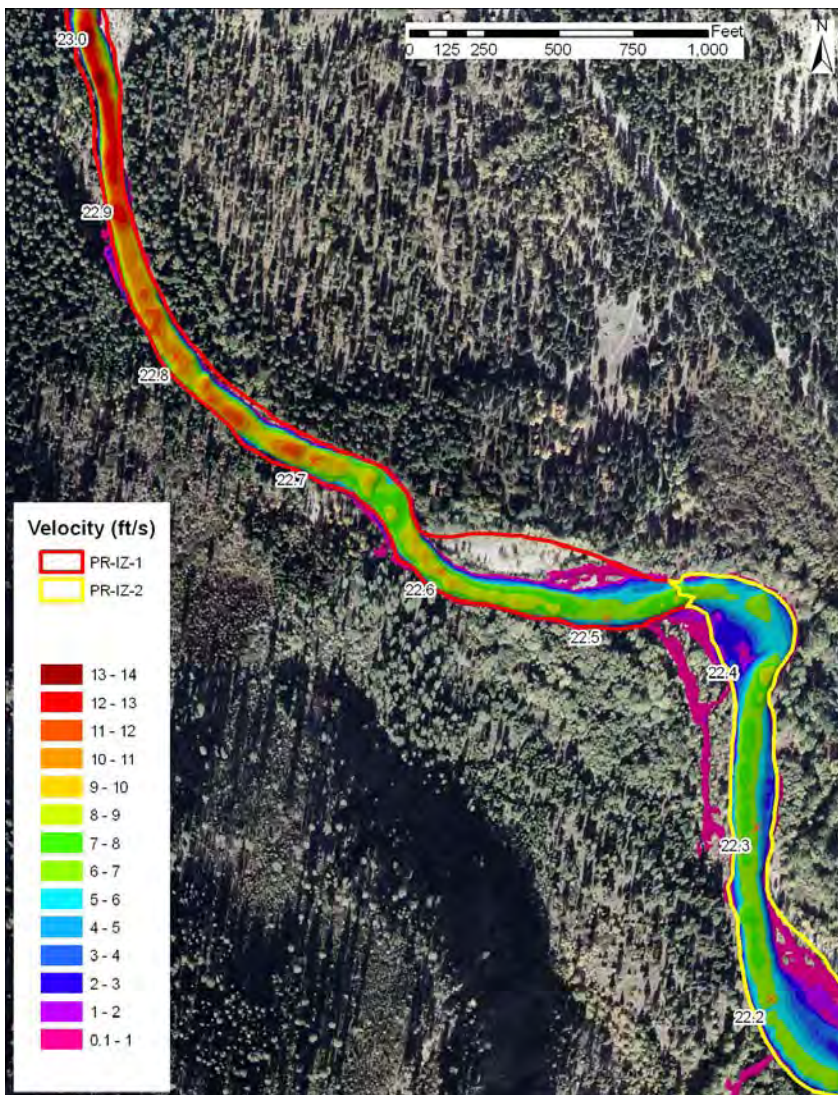 23.0
Feet
0 125 250 500 750 1,000
N
22.9
22.8
22.7
22.6
22.5
22.4
22.3
22.2
Velocity (ft/s)
PR-IZ-1
PR-IZ-2
13 - 14
12 - 13
11 - 12
10 - 11
9 - 10
8 - 9
7 - 8
6 - 7
5 - 6
4 - 5
3 - 4
2 - 3
1 - 2
0.1 - 1